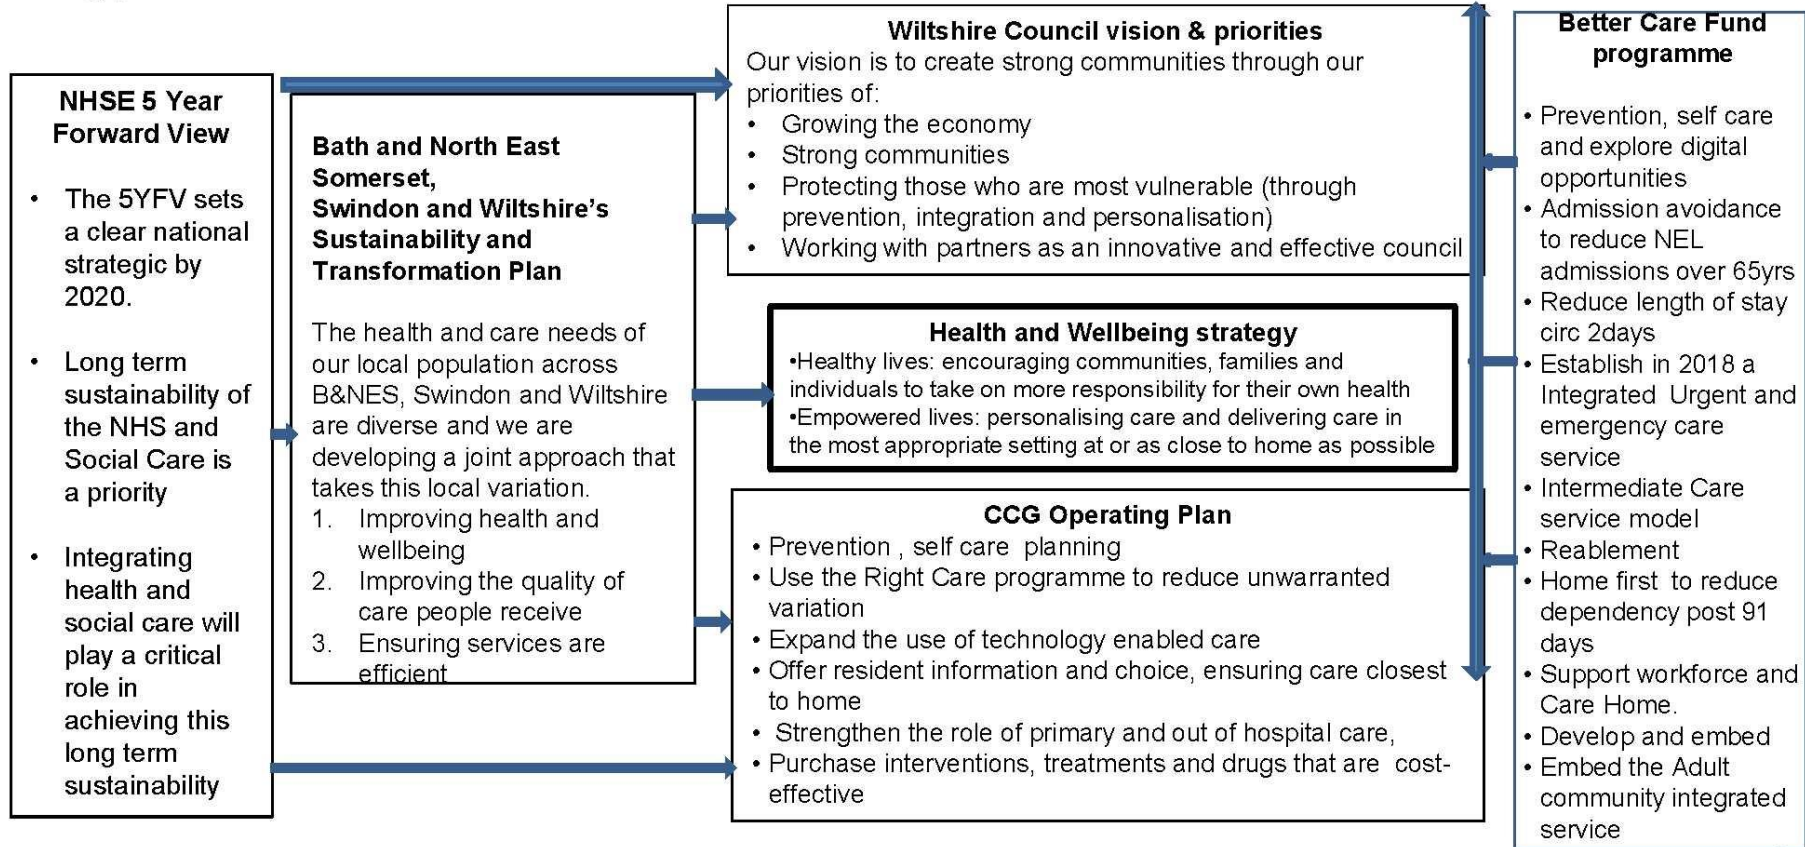 NHSE 5 Year
Forward View
• The 5YFV sets
a clear national
strategic by
2020.
• Long term
sustainability of
the NHS and
Social Care is
a priority
• Integrating
health and
social care will
play a critical
role in
achieving this
long term
sustainability
Bath and North East
Somerset,
Swindon and Wiltshire's
Sustainability and
Transformation Plan
The health and care needs of
our local population across
B&NES, Swindon and Wiltshire
are diverse and we are
developing a joint approach that
takes this local variation.
1. Improving health and
wellbeing
2. Improving the quality of
care people receive
3. Ensuring services are
efficient
Wiltshire Council vision & priorities
Our vision is to create strong communities through our
priorities of:
• Growing the economy
• Strong communities
• Protecting those who are most vulnerable (through
prevention, integration and personalisation)
• Working with partners as an innovative and effective council
Health and Wellbeing strategy
•Healthy lives: encouraging communities, families and
individuals to take on more responsibility for their own health
•Empowered lives: personalising care and delivering care in
the most appropriate setting at or as close to home as possible
CCG Operating Plan
• Prevention , self care planning
• Use the Right Care programme to reduce unwarranted
variation
• Expand the use of technology enabled care
• Offer resident information and choice, ensuring care closest
to home
• Strengthen the role of primary and out of hospital care,
• Purchase interventions, treatments and drugs that are cost-
effective
Better Care Fund
programme
• Prevention, self care
and explore digital
opportunities
• Admission avoidance
to reduce NEL
admissions over 65yrs
• Reduce length of stay
circ 2days
• Establish in 2018 a
Integrated Urgent and
emergency care
service
• Intermediate Care
service model
• Reablement
• Home first to reduce
dependency post 91
days
• Support workforce and
Care Home.
• Develop and embed
• Embed the Adult
community integrated
service